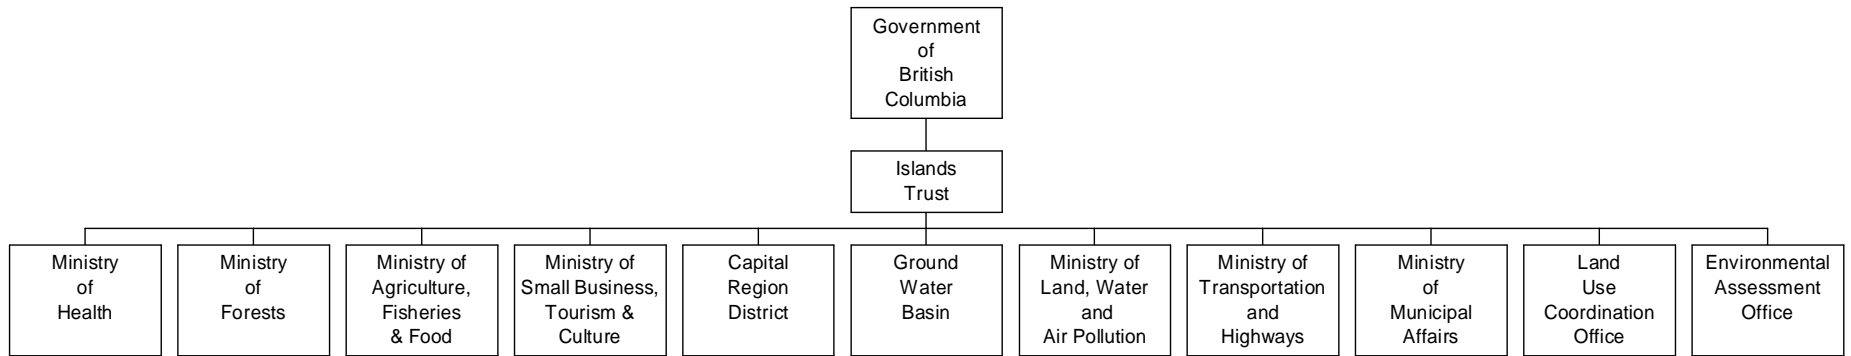 Government
of
British
Columbia
Islands
Trust
Ministry
of
Health
Ministry
of
Forests
Ministry of
Agriculture,
Fisheries
& Food
Ministry of
Small Business,
Tourism &
Culture
Capital
Region
District
Ground
Water
Basin
Ministry of
Land, Water
and
Air Pollution
Ministry of
Transportation
and
Highways
Ministry
of
Municipal
Affairs
Land
Use
Coordination
Office
Environmental
Assessment
Office